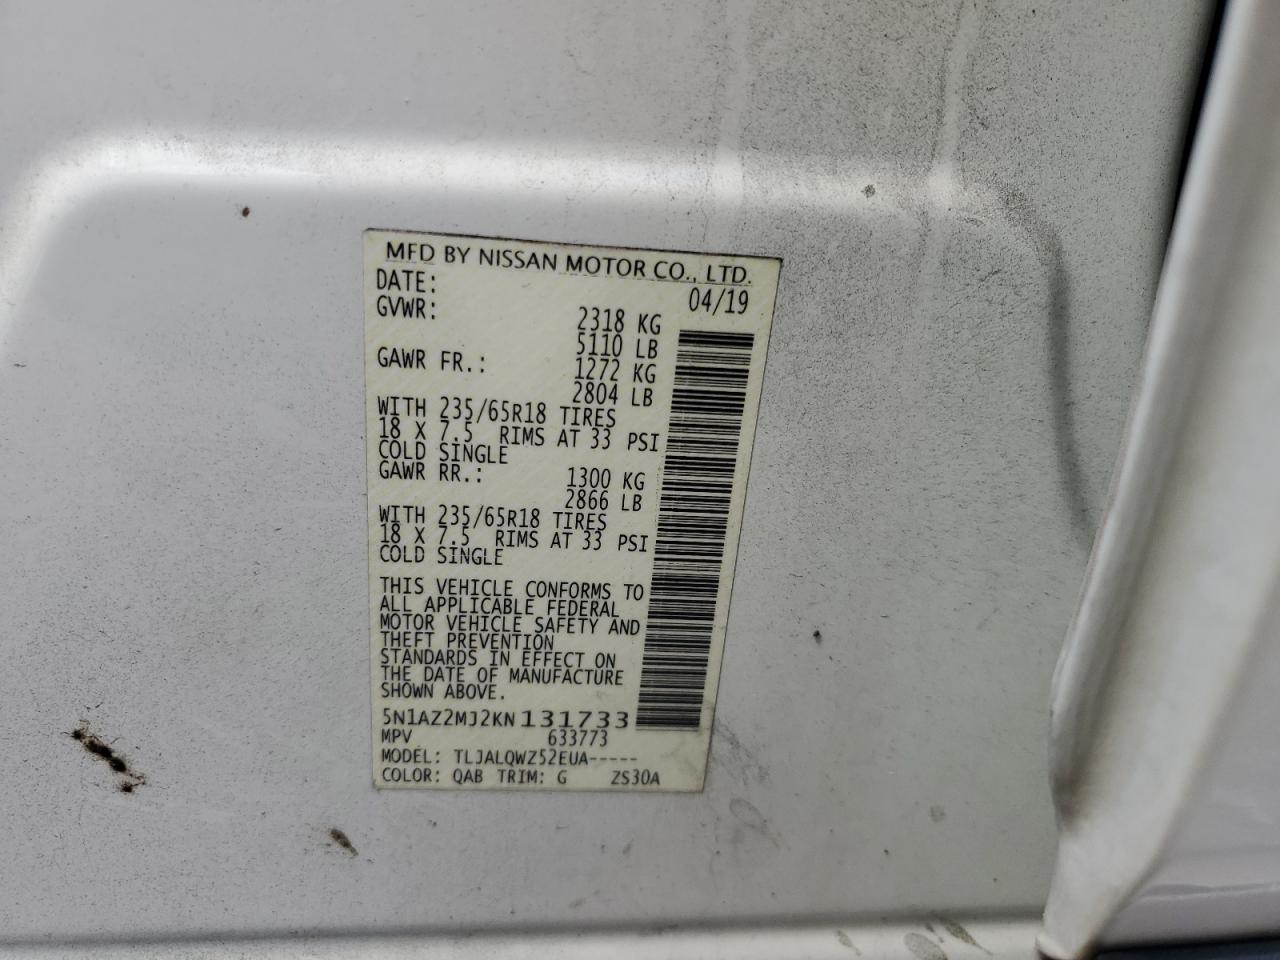 MFD BY NISSAN MOTOR CO., LTD.
DATE: 04/19
GVWR: 2318 KG
5110 LB
GAWR FR.: 1272 KG
2804 LB
WITH 235/65R18 TIRES
18 X 7.5 RIMS AT 33 PSI
COLD SINGLE
GAWR RR.: 1300 KG
2866 LB
WITH 235/65R18 TIRES
18 X 7.5 RIMS AT 33 PSI
COLD SINGLE
THIS VEHICLE CONFORMS TO
ALL APPLICABLE FEDERAL
MOTOR VEHICLE SAFETY AND
THEFT PREVENTION
STANDARDS IN EFFECT ON
THE DATE OF MANUFACTURE
SHOWN ABOVE.
5N1AZ2MJ2KN131733
MPV 633773
MODEL: TLJALQWZ52EUA-----
COLOR: QAB TRIM: G ZS30A